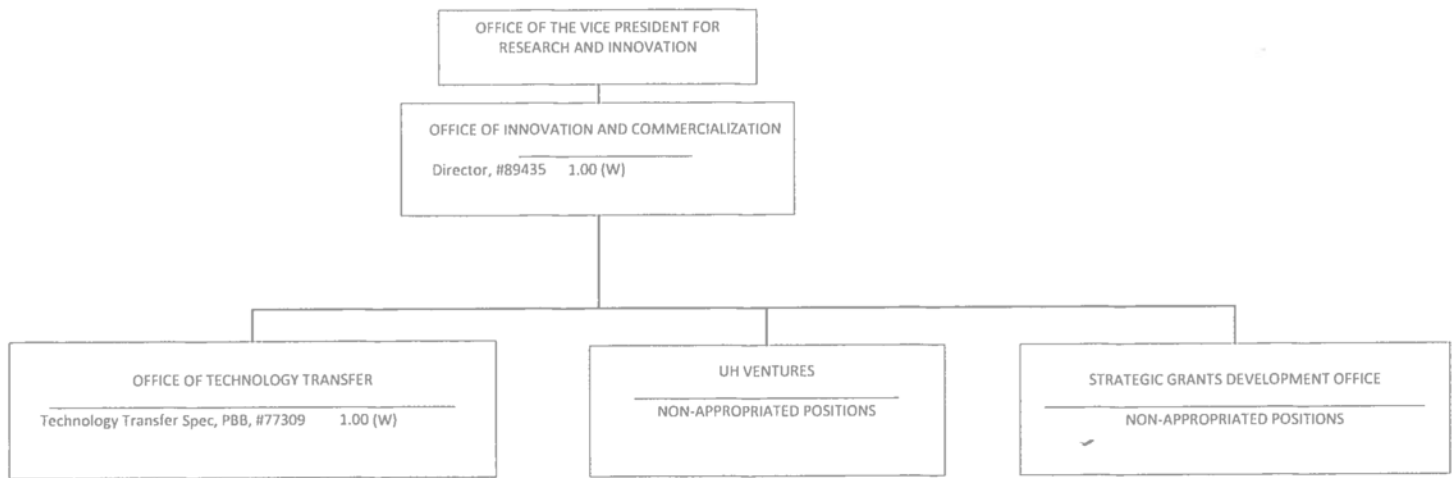 OFFICE OF THE VICE PRESIDENT FOR
RESEARCH AND INNOVATION
OFFICE OF INNOVATION AND COMMERCIALIZATION
Director, #89435 1.00 (W)
OFFICE OF TECHNOLOGY TRANSFER
Technology Transfer Spec, PBB, #77309 1.00 (W)
UH VENTURES
NON-APPROPRIATED POSITIONS
STRATEGIC GRANTS DEVELOPMENT OFFICE
NON-APPROPRIATED POSITIONS